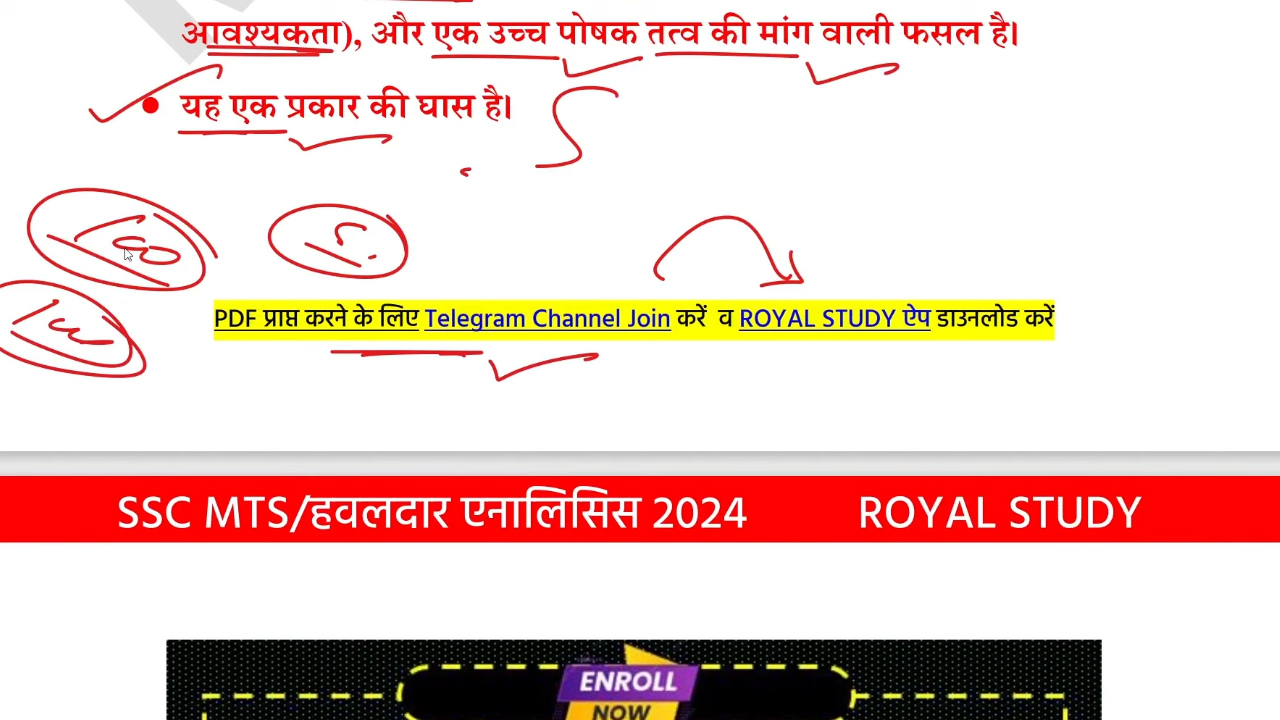 आवश्यकता), और एक उच्च पोषक तत्व की मांग वाली फसल है।
• यह एक प्रकार की घास है।
PDF प्राप्त करने के लिए Telegram Channel Join करें व ROYAL STUDY ऐप डाउनलोड करें
SSC MTS/हवलदार एनालिसिस 2024 ROYAL STUDY
ENROLL
NOW